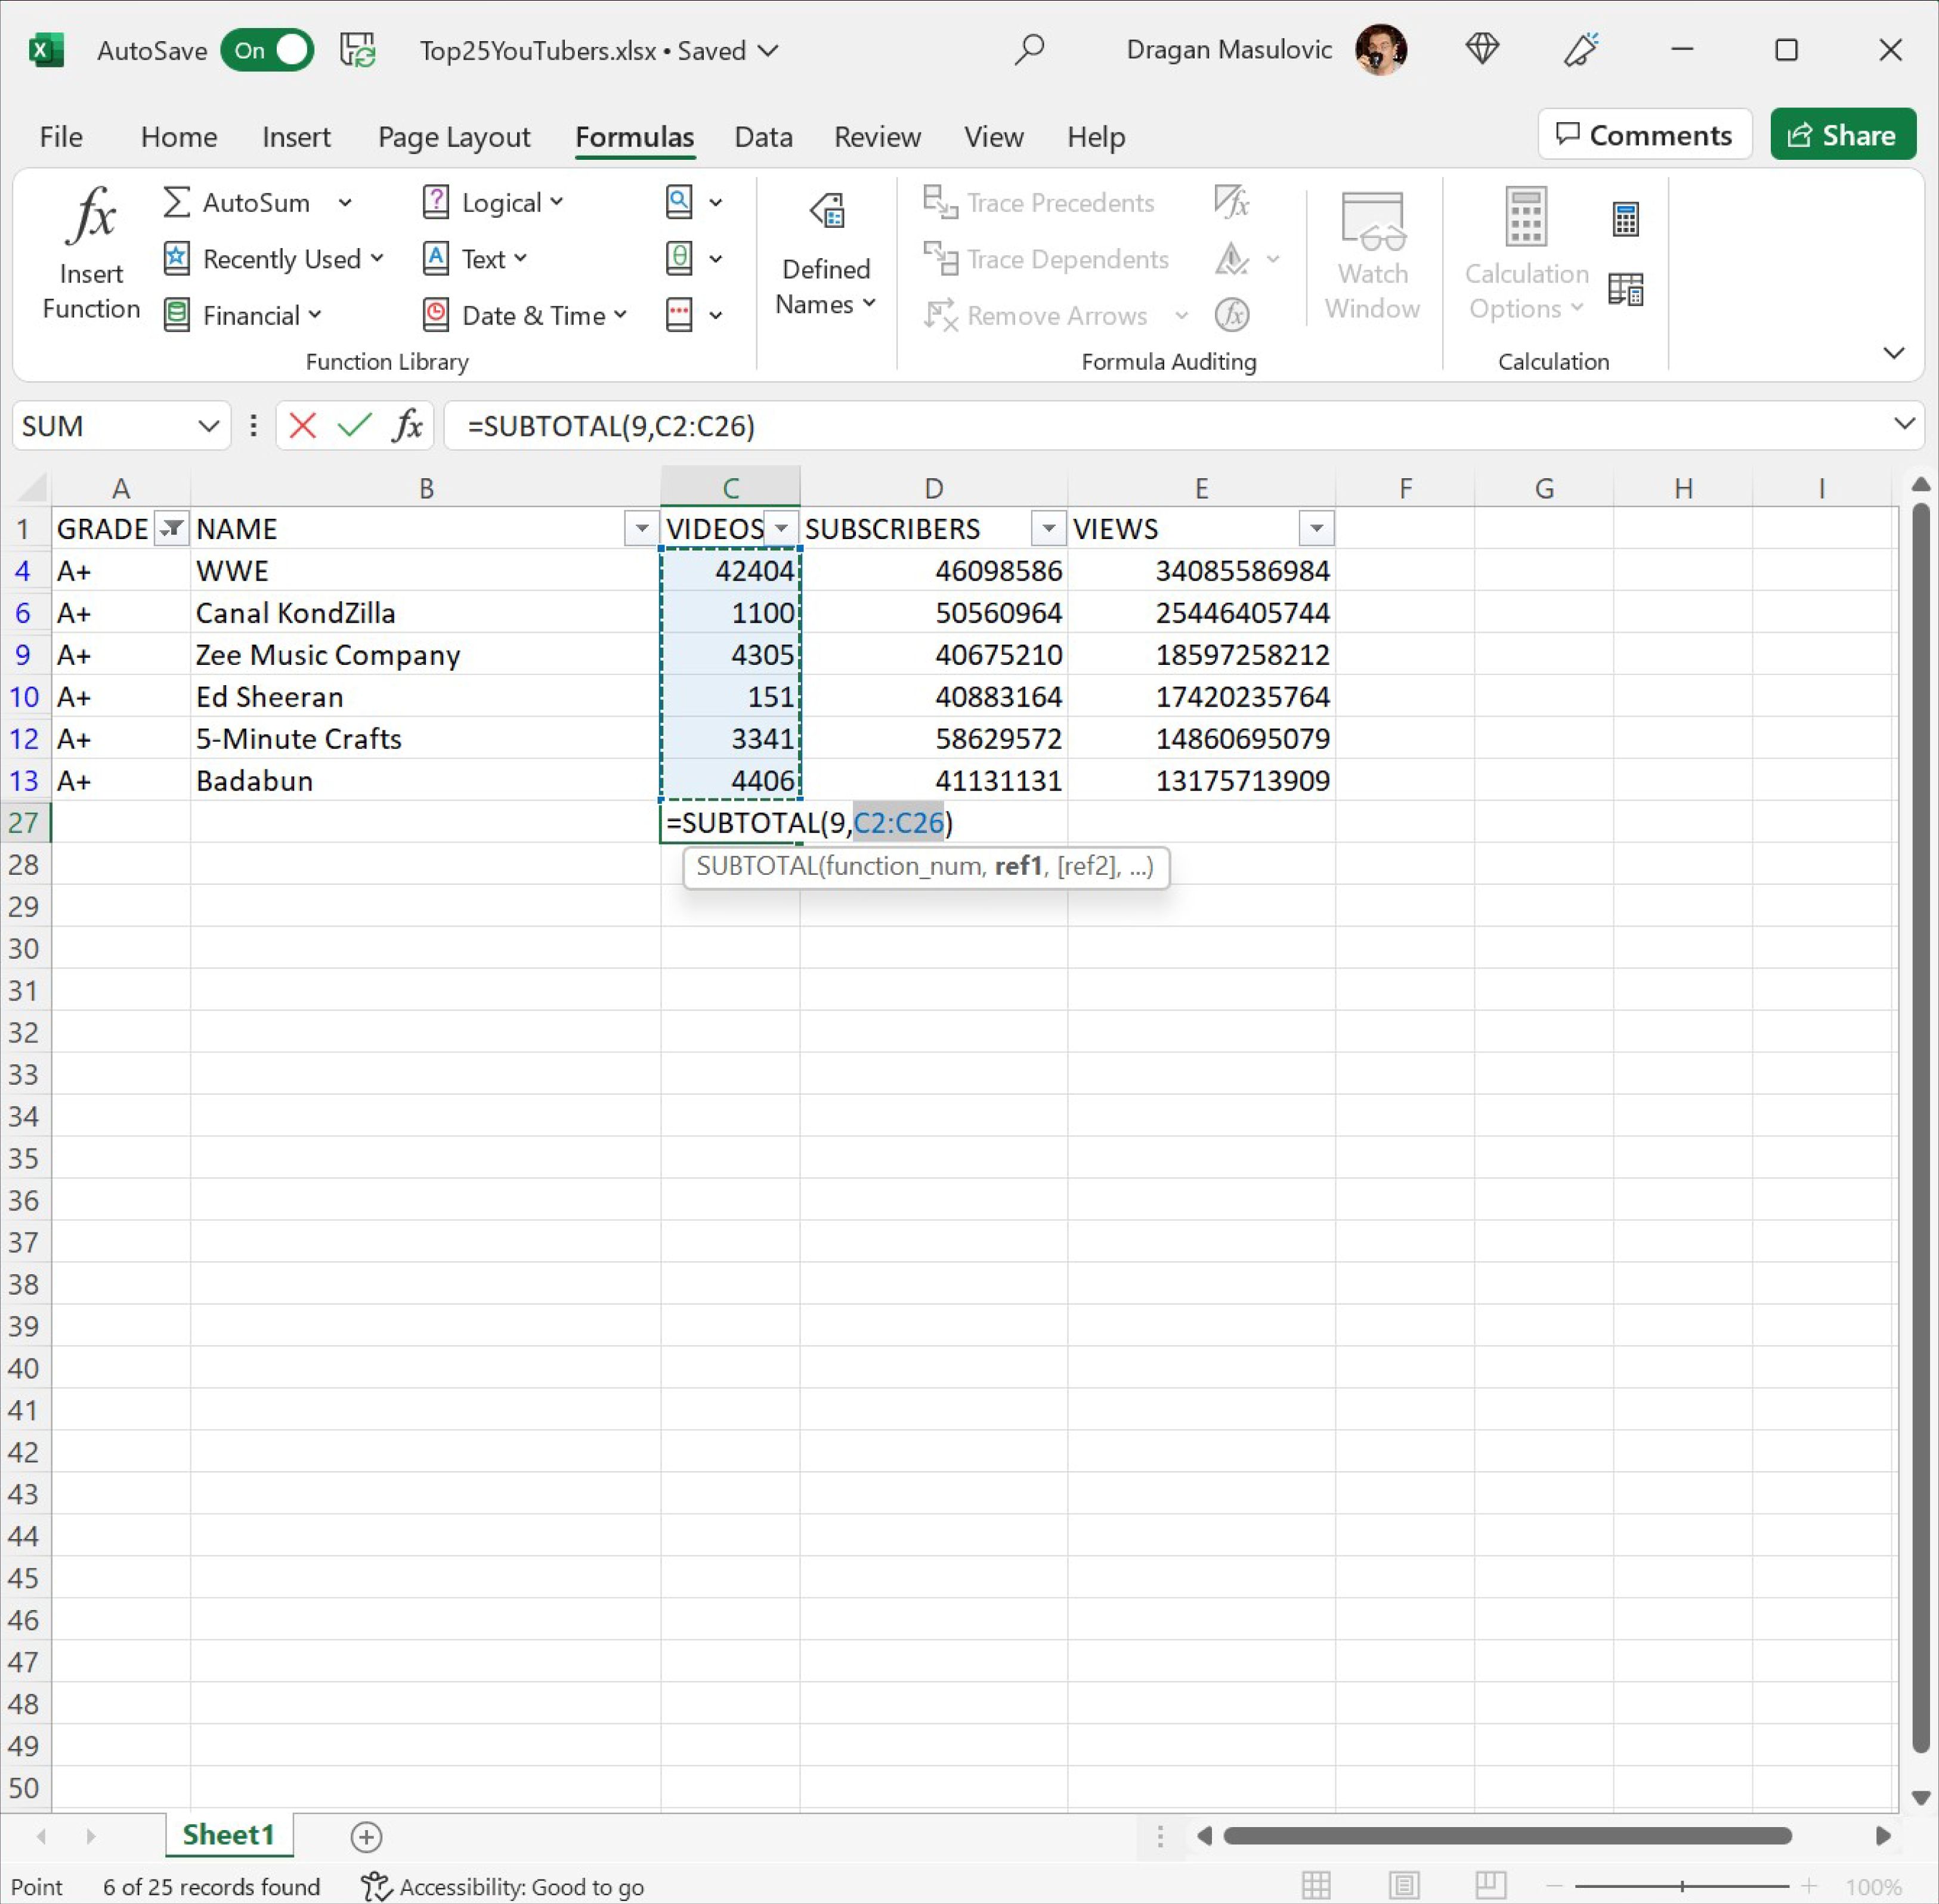 AutoSave On Top25YouTubers.xlsx • Saved Dragan Masulovic
File Home Insert Page Layout Formulas Data Review View Help Comments Share
fx Insert Function
AutoSum
Recently Used
Financial
Logical
Text
Date & Time
Function Library
Defined Names
Trace Precedents
Trace Dependents
Remove Arrows
Watch Window
Formula Auditing
Calculation Options
Calculation
SUM fx =SUBTOTAL(9,C2:C26)
A B C D E F G H I
1 GRADE NAME VIDEOS SUBSCRIBERS VIEWS
4 A+ WWE 42404 46098586 34085586984
6 A+ Canal KondZilla 1100 50560964 25446405744
9 A+ Zee Music Company 4305 40675210 18597258212
10 A+ Ed Sheeran 151 40883164 17420235764
12 A+ 5-Minute Crafts 3341 58629572 14860695079
13 A+ Badabun 4406 41131131 13175713909
27 =SUBTOTAL(9,C2:C26)
28 SUBTOTAL(function_num, ref1, [ref2], ...)
29
30
31
32
33
34
35
36
37
38
39
40
41
42
43
44
45
46
47
48
49
50
Sheet1
Point 6 of 25 records found Accessibility: Good to go 100%